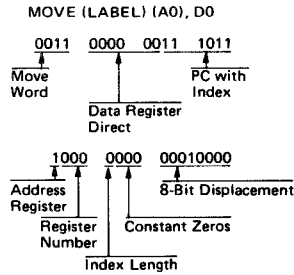 MOVE (LABEL) (A0), D0
0011 0000 0011 1011
Move Word
PC with Index
Data Register Direct
1000 0000 00010000
Address Register
8-Bit Displacement
Register Number
Constant Zeros
Index Length